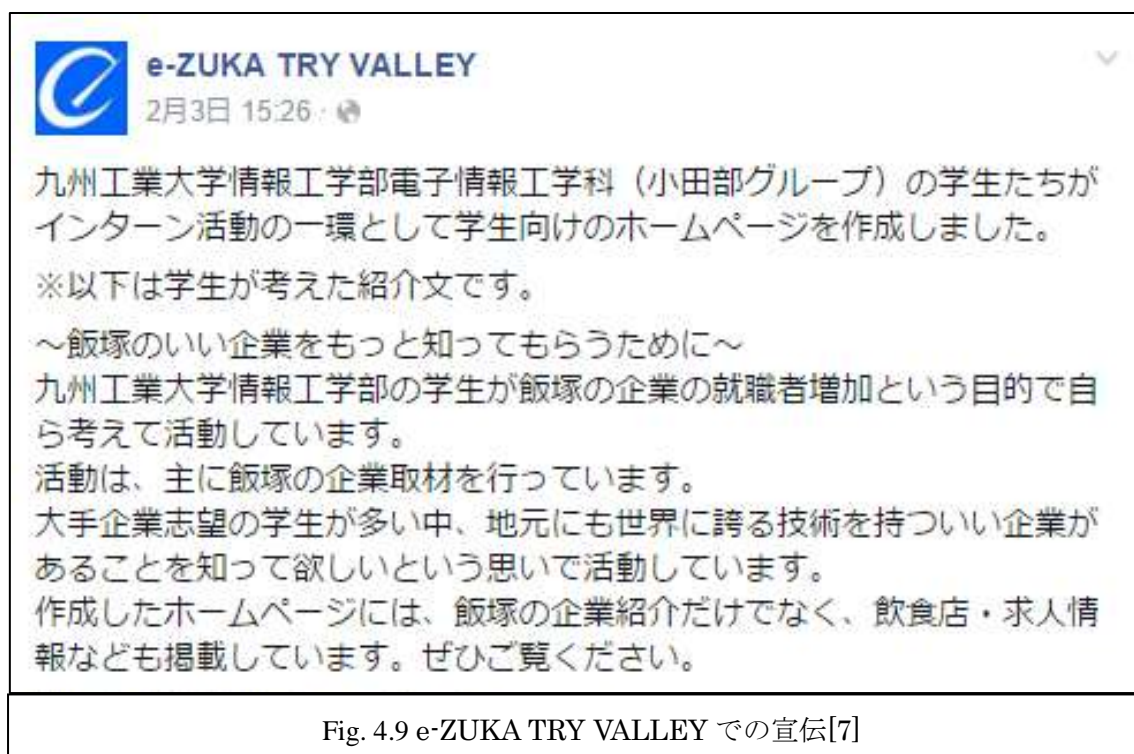 e-ZUKA TRY VALLEY
2月3日 15:26 ·
九州工業大学情報工学部電子情報工学科（小田部グループ）の学生たちが
インターン活動の一環として学生向けのホームページを作成しました。
※以下は学生が考えた紹介文です。
～飯塚のいい企業をもっと知ってもらうために～
九州工業大学情報工学部の学生が飯塚の企業の就職者増加という目的で自
ら考えて活動しています。
活動は、主に飯塚の企業取材を行っています。
大手企業志望の学生が多い中、地元にも世界に誇る技術を持ついい企業が
あることを知って欲しいという思いで活動しています。
作成したホームページには、飯塚の企業紹介だけでなく、飲食店・求人情
報なども掲載しています。ぜひご覧ください。
Fig. 4.9 e-ZUKA TRY VALLEY での宣伝[7]